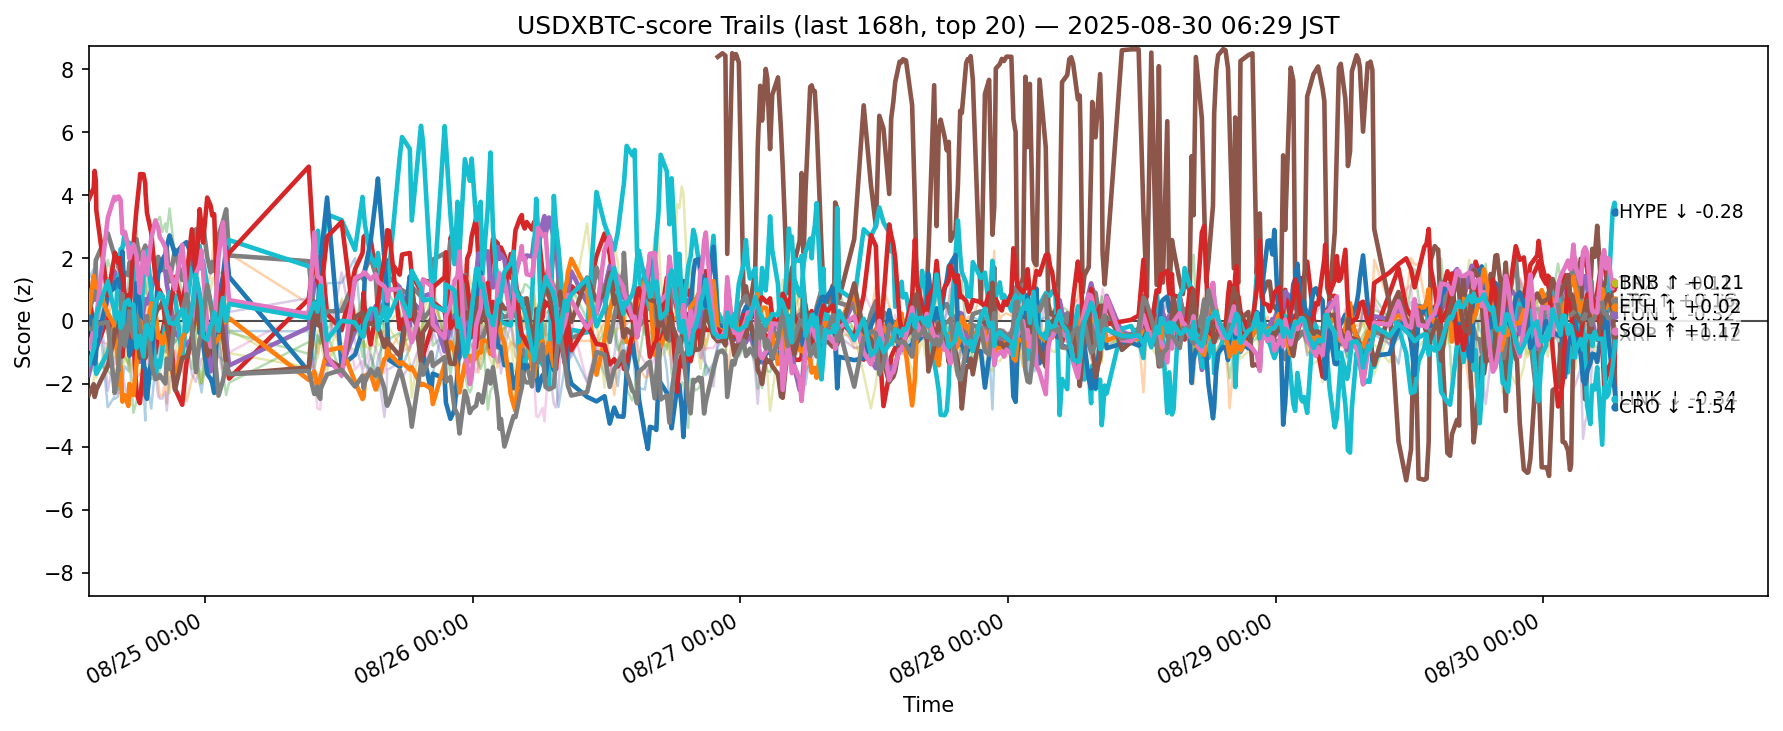 USDXBTC-score Trails (last 168h, top 20) — 2025-08-30 06:29 JST
Score (z)
8
6
4
2
0
−2
−4
−6
−8
HYPE ↓ -0.28
BNB ↑ +0.21
ETH ↑ +0.02
SOL ↑ +1.17
CRO ↓ -1.54
08/25 00:00
08/26 00:00
08/27 00:00
08/28 00:00
08/29 00:00
08/30 00:00
Time